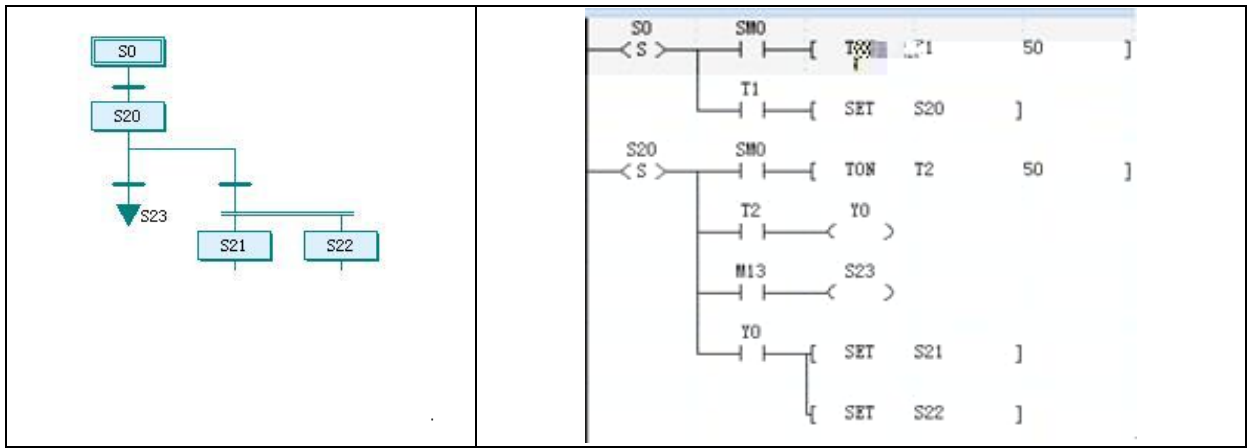 S0
S20
S23
S21 S22
S0 SM0
( S ) [ 50 ]
T1
[ SET S20 ]
S20 SM0
( S ) [ TON T2 50 ]
T2 Y0
( )
M13 S23
( )
Y0
[ SET S21 ]
[ SET S22 ]